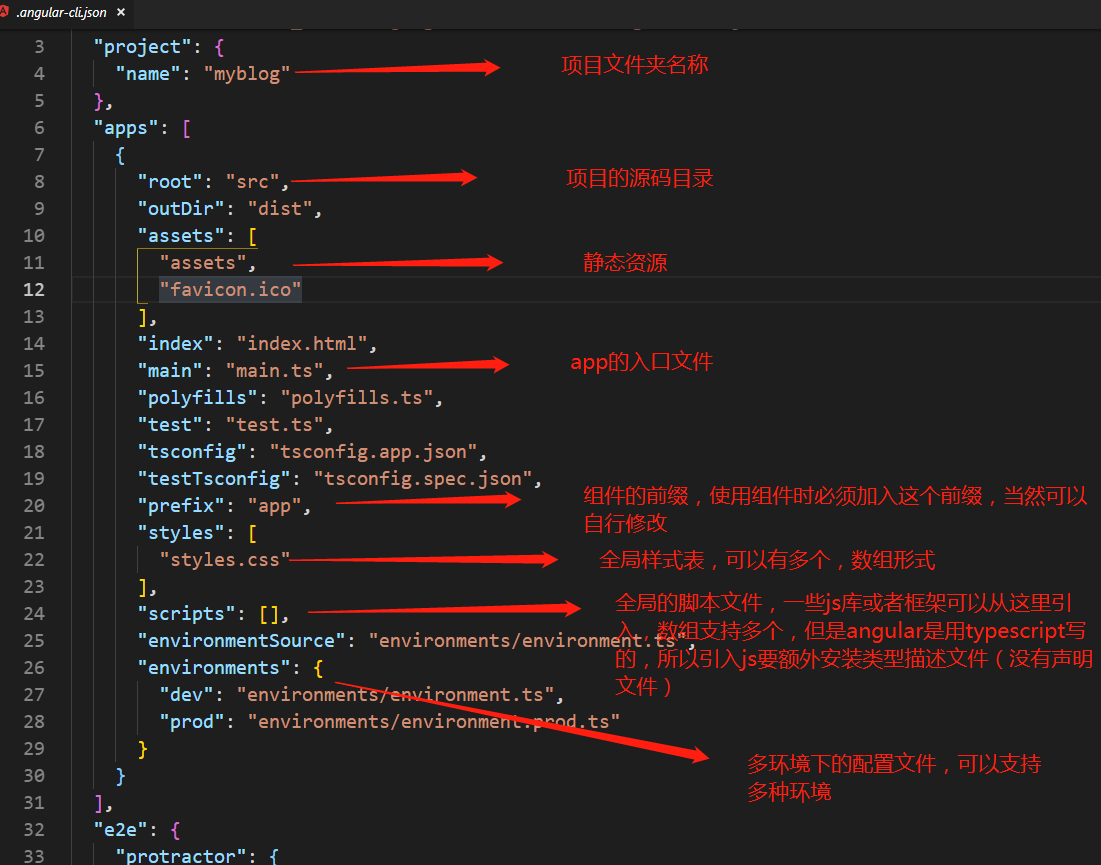 .angular-cli.json ×
3 "project": {
4 "name": "myblog" 项目文件夹名称
5 },
6 "apps": [
7 {
8 "root": "src", 项目的源码目录
9 "outDir": "dist",
10 "assets": [
11 "assets", 静态资源
12 "favicon.ico"
13 ],
14 "index": "index.html",
15 "main": "main.ts", app的入口文件
16 "polyfills": "polyfills.ts",
17 "test": "test.ts",
18 "tsconfig": "tsconfig.app.json",
19 "testTsconfig": "tsconfig.spec.json",
20 "prefix": "app",
组件的前缀，使用组件时必须加入这个前缀，当然可以
自行修改
21 "styles": [
22 "styles.css" 全局样式表，可以有多个，数组形式
23 ],
24 "scripts": [],
全局的脚本文件，一些js库或者框架可以从这里引
入，数组支持多个，但是angular是用typescript写
的，所以引入js要额外安装类型描述文件（没有声明
文件）
25 "environmentSource": "environments/environment.ts",
26 "environments": {
27 "dev": "environments/environment.ts",
28 "prod": "environments/environment.prod.ts"
29 }
多环境下的配置文件，可以支持
多种环境
30 }
31 ],
32 "e2e": {
33 "protractor": {